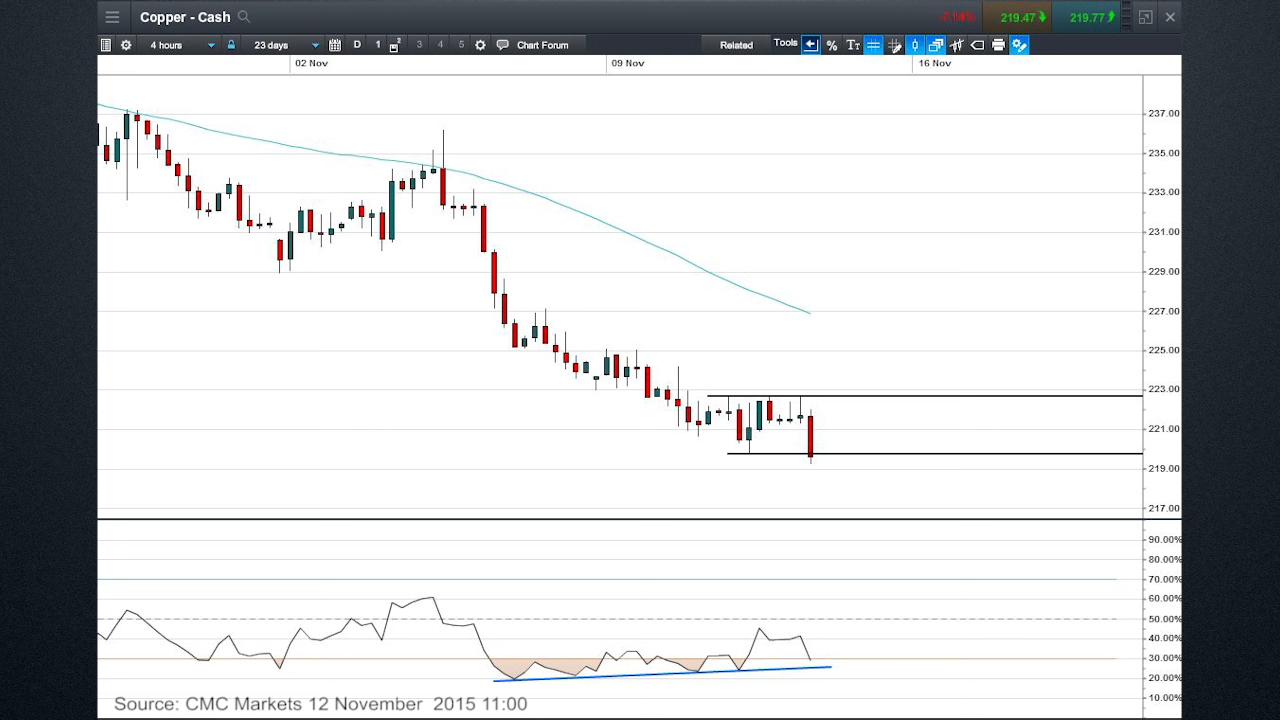 Copper - Cash
-7.14%
219.47
219.77
4 hours
23 days
D
1
2
3
4
5
Chart Forum
Related
Tools
%
TT
02 Nov
09 Nov
16 Nov
237.00
235.00
233.00
231.00
229.00
227.00
225.00
223.00
221.00
219.00
217.00
90.00%
80.00%
70.00%
60.00%
50.00%
40.00%
30.00%
20.00%
10.00%
Source: CMC Markets 12 November 2015 11:00